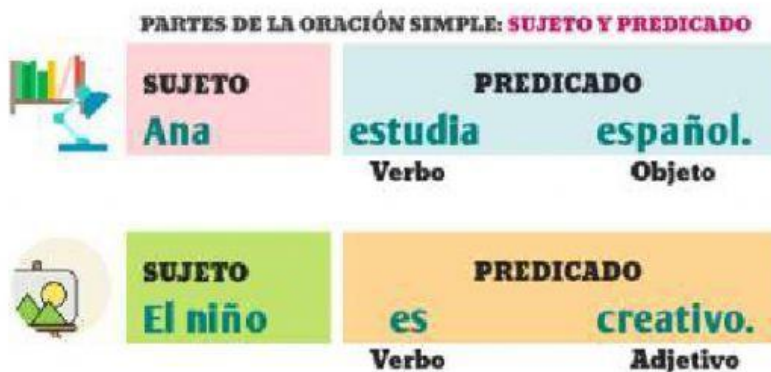 PARTES DE LA ORACIÓN SIMPLE: SUJETO Y PREDICADO
SUJETO PREDICADO
Ana estudia español.
Verbo Objeto
SUJETO PREDICADO
El niño es creativo.
Verbo Adjetivo